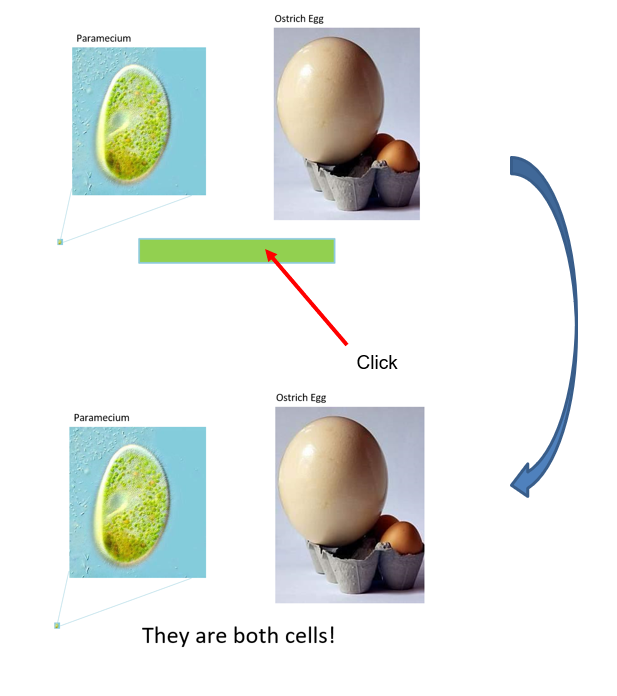 Ostrich Egg
Paramecium
Click
Ostrich Egg
Paramecium
They are both cells!